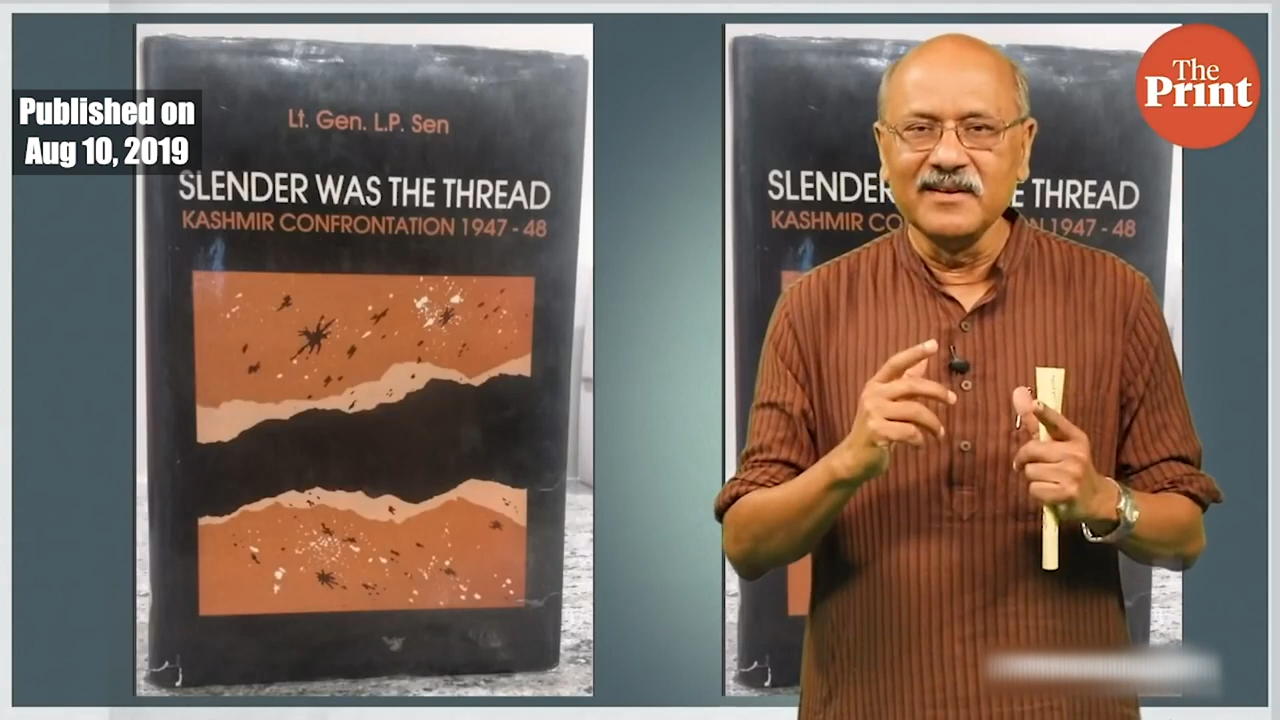 Published on
Aug 10, 2019
Lt. Gen. L.P. Sen
SLENDER WAS THE THREAD
KASHMIR CONFRONTATION 1947 - 48
The
Print
SLENDER E THREAD
KASHMIR CO N 1947 - 48